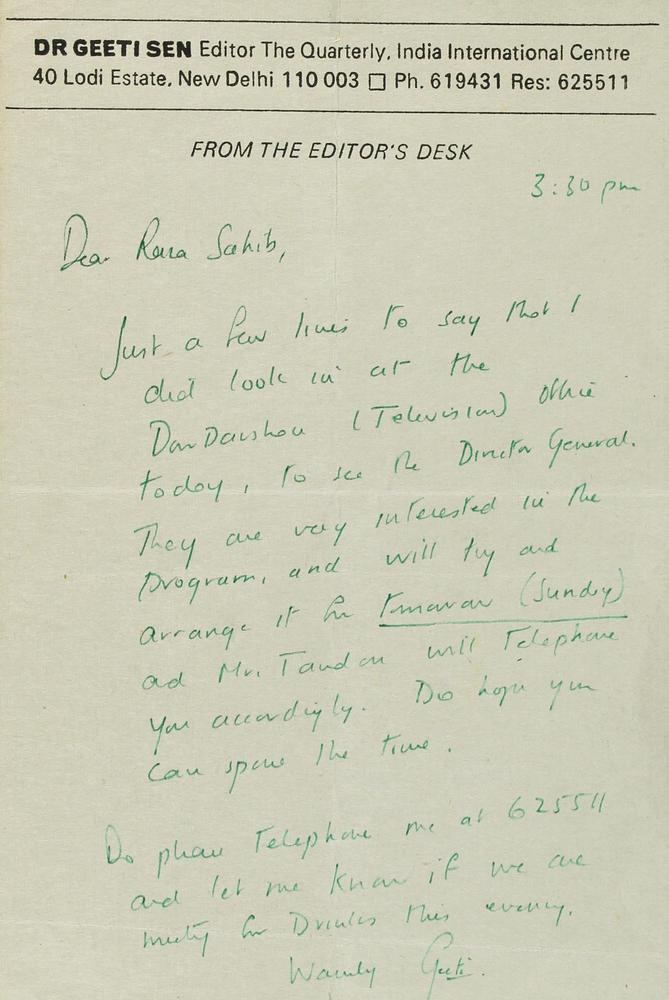 DR GEETI SEN Editor The Quarterly, India International Centre
40 Lodi Estate, New Delhi 110 003 □ Ph. 619431 Res: 625511
FROM THE EDITOR'S DESK
3:30 pm
Dear Raza Sahib,
Just a few lines to say that I
did look in at the
DoorDarshan (Television) office
today, to see the Director General.
They are very interested in the
program, and will try and
arrange it for tomorrow (Sunday)
and Mr. Tandon will telephone
you accordingly. Do hope you
can spare the time.
Do please telephone me at 625511
and let me know if we are
meeting for Drinks this evening.
Warmly Geeti.